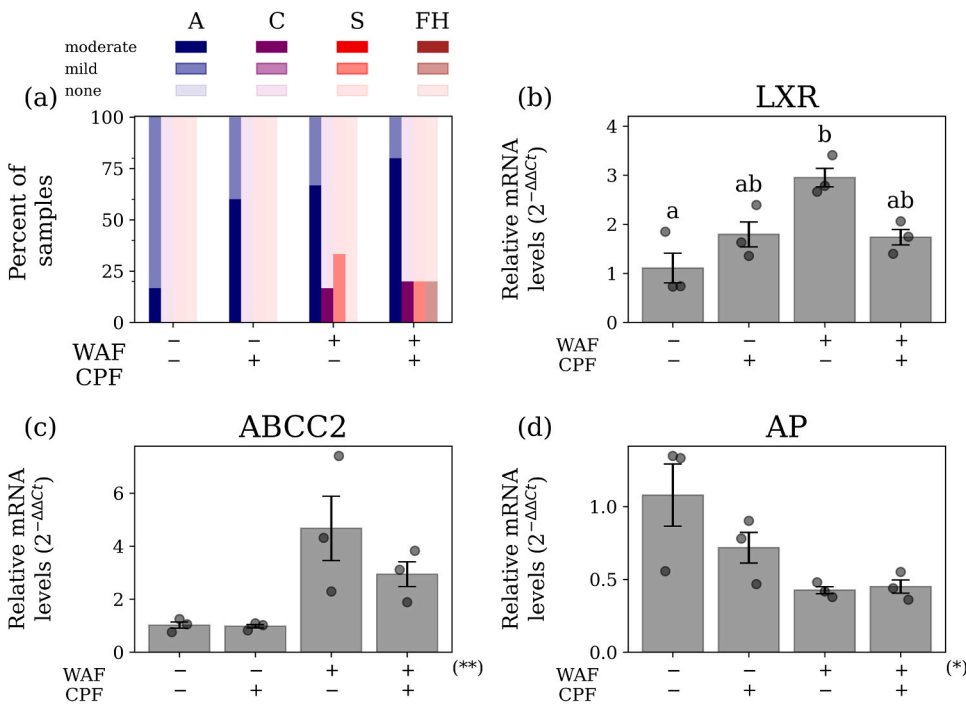 A C S FH
moderate
mild
none
(a)
Percent of
samples
100
75
50
25
0
WAF − − + +
CPF − + − +
(b)
LXR
Relative mRNA
levels (2^−ΔΔCt)
4
3
2
1
0
a ab b ab
WAF − − + +
CPF − + − +
(c)
ABCC2
Relative mRNA
levels (2^−ΔΔCt)
6
4
2
0
WAF − − + + (**)
CPF − + − +
(d)
AP
Relative mRNA
levels (2^−ΔΔCt)
1.0
0.5
0.0
WAF − − + + (*)
CPF − + − +